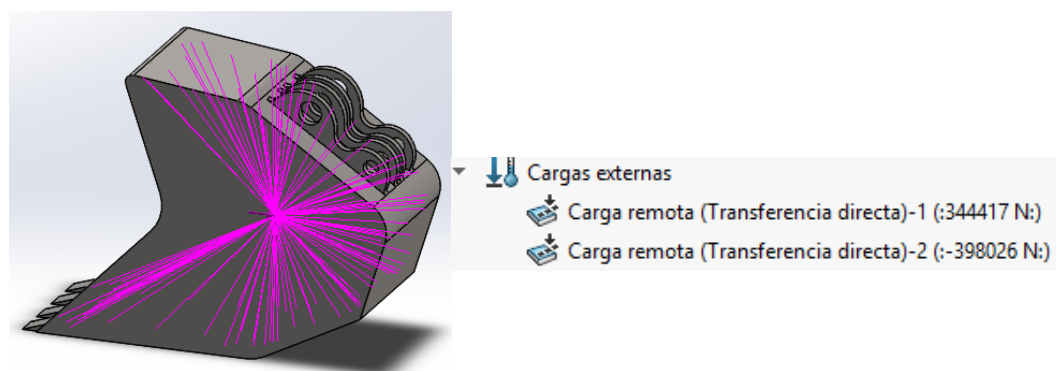 Cargas externas
Carga remota (Transferencia directa)-1 (:344417 N:)
Carga remota (Transferencia directa)-2 (:-398026 N:)